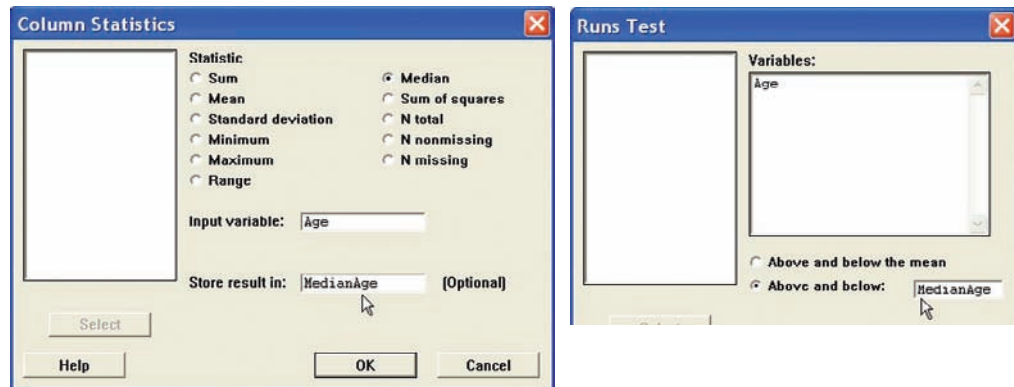 Column Statistics
Statistic
Sum
Mean
Standard deviation
Minimum
Maximum
Range
Median
Sum of squares
N total
N nonmissing
N missing
Input variable: Age
Store result in: MedianAge (Optional)
Select
Help OK Cancel
Runs Test
Variables:
Age
Above and below the mean
Above and below: MedianAge